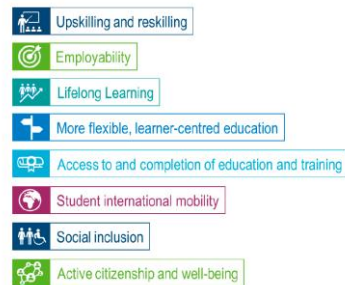 Upskilling and reskilling
Employability
Lifelong Learning
More flexible, learner-centred education
Access to and completion of education and training
Student international mobility
Social inclusion
Active citizenship and well-being